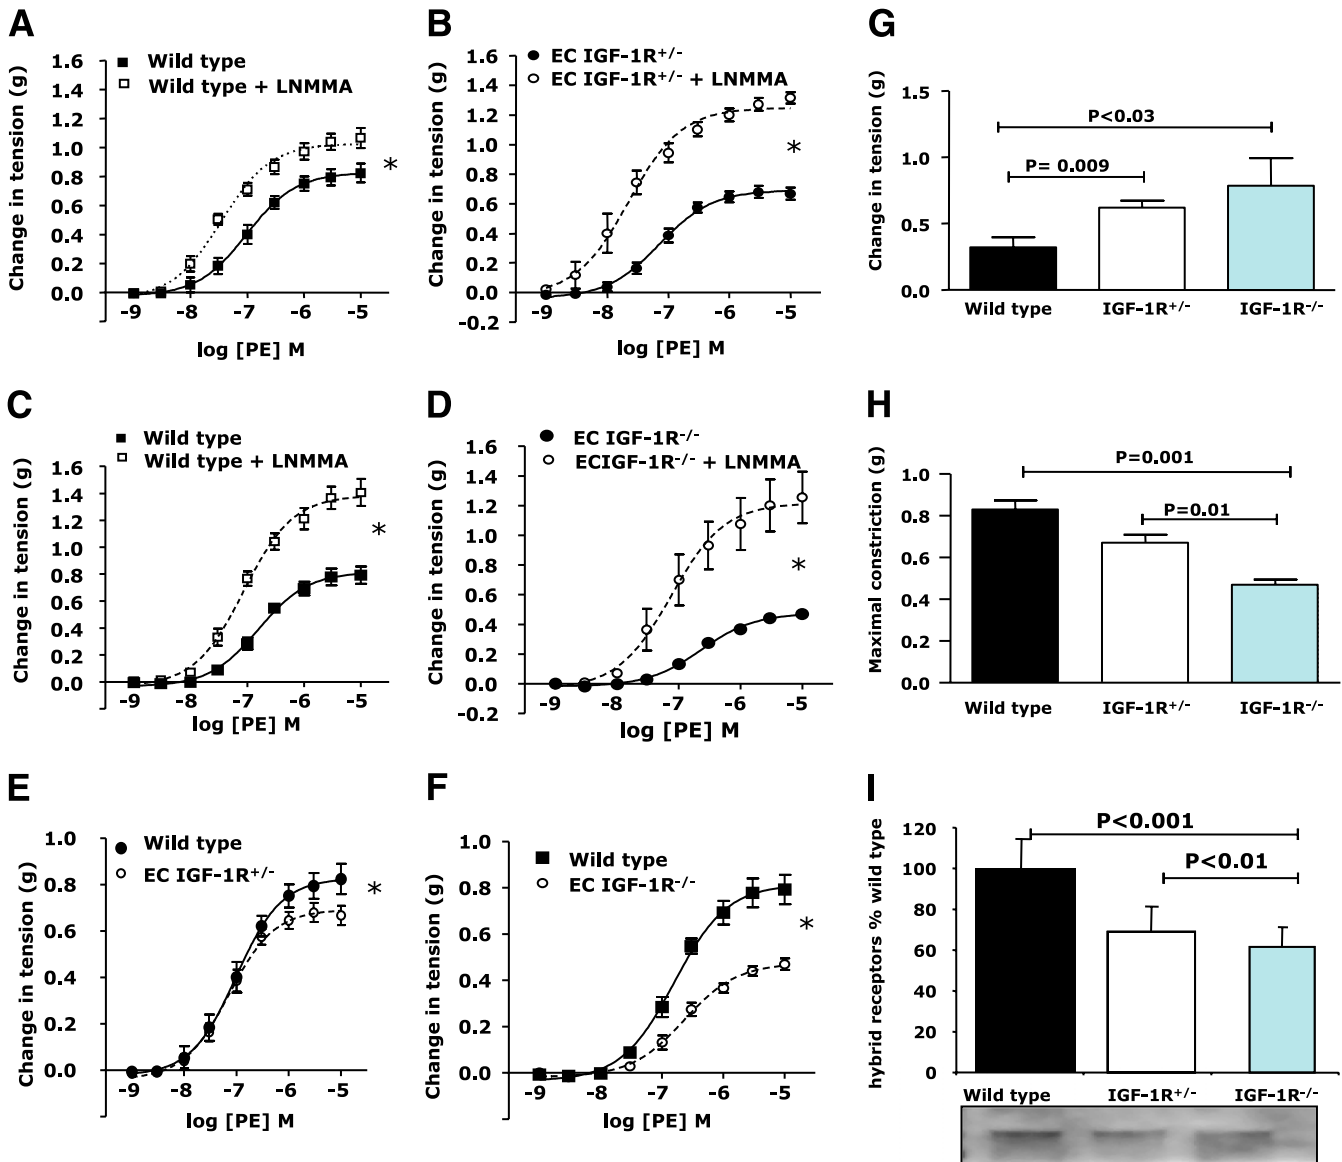 A
Wild type
Wild type + LNMMA
Change in tension (g)
1.6
1.4
1.2
1.0
0.8
0.6
0.4
0.2
0.0
-9 -8 -7 -6 -5
log [PE] M
*
B
EC IGF-1R+/-
EC IGF-1R+/- + LNMMA
Change in tension (g)
1.6
1.4
1.2
1.0
0.8
0.6
0.4
0.2
0.0
-0.2
-9 -8 -7 -6 -5
log [PE] M
*
G
Change in tension (g)
1.5
1.0
0.5
0.0
P<0.03
P= 0.009
Wild type IGF-1R+/- IGF-1R-/-
C
Wild type
Wild type + LNMMA
Change in tension (g)
1.6
1.4
1.2
1.0
0.8
0.6
0.4
0.2
0.0
-9 -8 -7 -6 -5
log [PE] M
*
D
EC IGF-1R-/-
ECIGF-1R-/- + LNMMA
Change in tension (g)
1.6
1.4
1.2
1.0
0.8
0.6
0.4
0.2
0.0
-0.2
-9 -8 -7 -6 -5
log [PE] M
*
H
Maximal constriction (g)
1.0
0.8
0.6
0.4
0.2
0.0
P=0.001
P=0.01
Wild type IGF-1R+/- IGF-1R-/-
E
Wild type
EC IGF-1R+/-
Change in tension (g)
1.0
0.8
0.6
0.4
0.2
0.0
-9 -8 -7 -6 -5
log [PE] M
*
F
Wild type
EC IGF-1R-/-
Change in tension (g)
1.0
0.8
0.6
0.4
0.2
0.0
-9 -8 -7 -6 -5
log [PE] M
*
I
hybrid receptors % wild type
120
100
80
60
40
20
0
P<0.001
P<0.01
Wild type IGF-1R+/- IGF-1R-/-